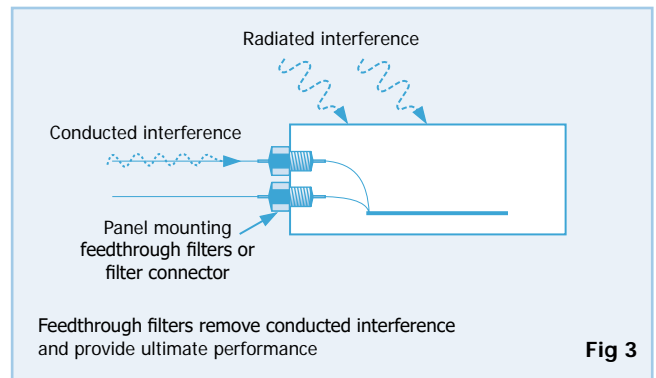 Radiated interference
Conducted interference
Panel mounting
feedthrough filters or
filter connector
Feedthrough filters remove conducted interference
and provide ultimate performance
Fig 3